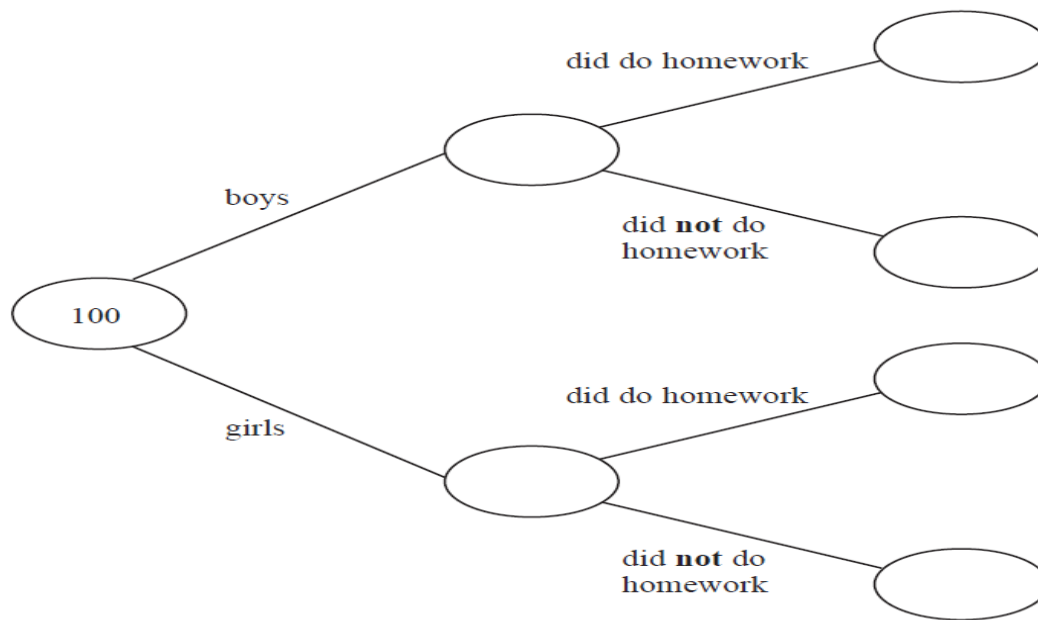 did do homework
boys
did not do
homework
100
did do homework
girls
did not do
homework